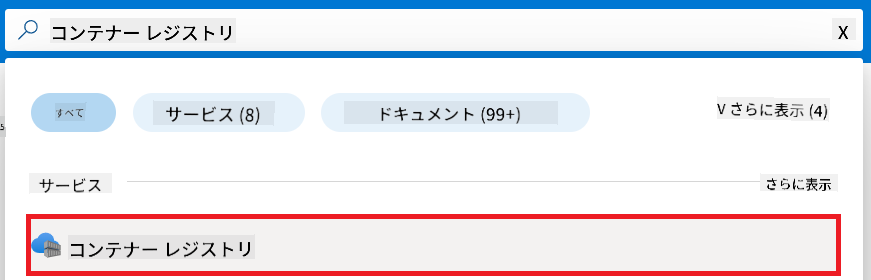 コンテナー レジストリ X
すべて サービス (8) ドキュメント (99+) V さらに表示 (4)
サービス さらに表示
コンテナー レジストリ